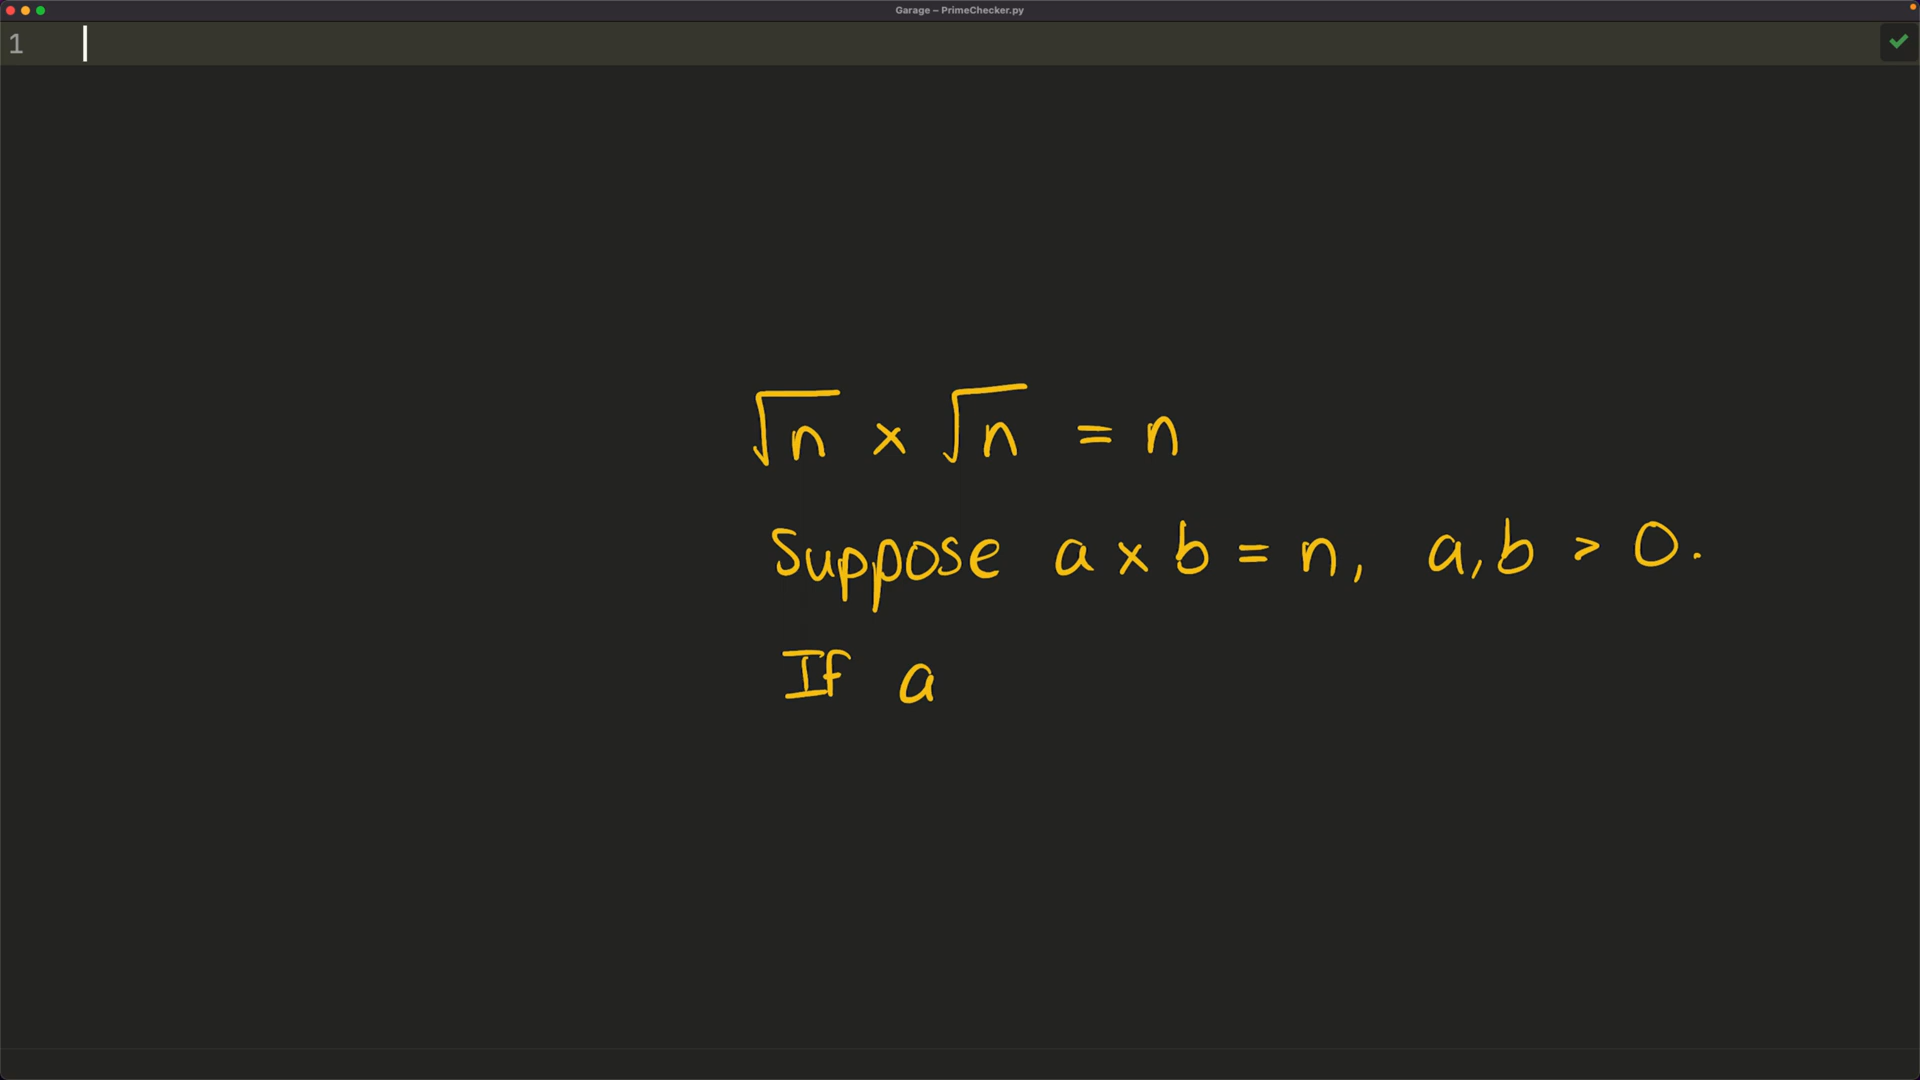 Garage – PrimeChecker.py
1
√n x √n = n
Suppose a x b = n, a, b > 0.
If a